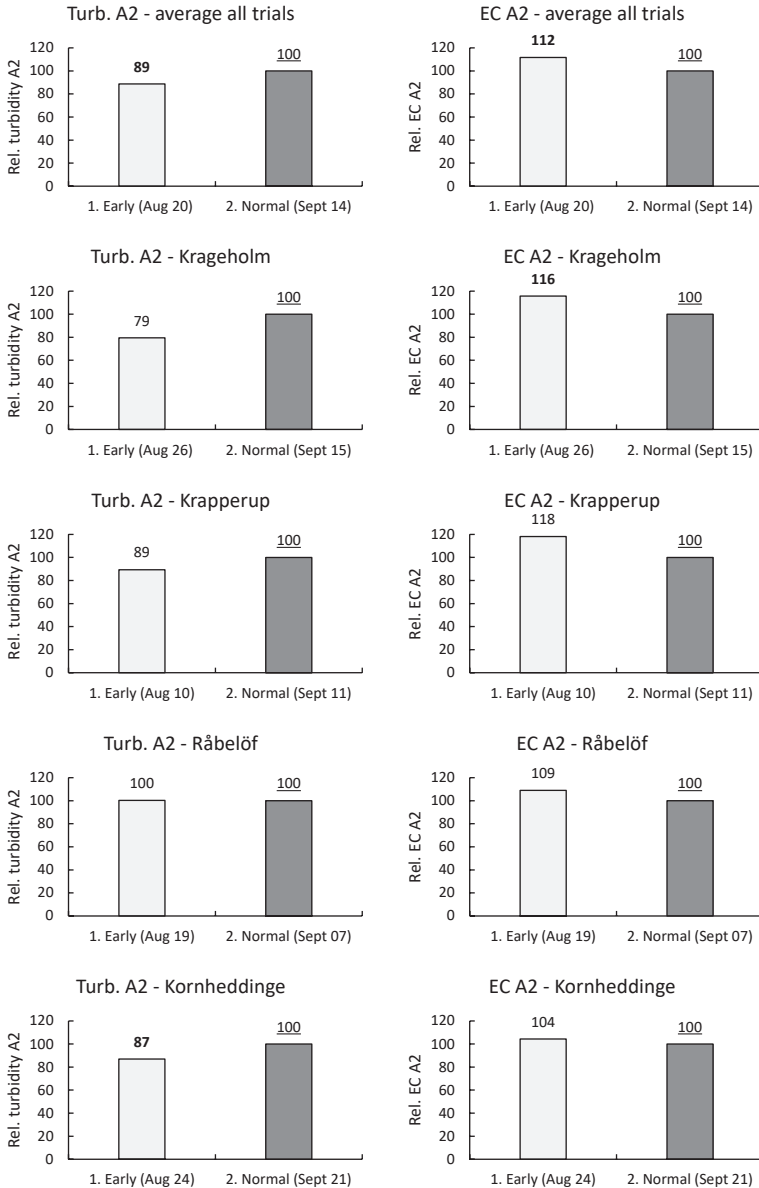 Turb. A2 - average all trials
Rel. turbidity A2
120
100
80
60
40
20
0
89
100
1. Early (Aug 20)
2. Normal (Sept 14)
EC A2 - average all trials
Rel. EC A2
120
100
80
60
40
20
0
112
100
1. Early (Aug 20)
2. Normal (Sept 14)
Turb. A2 - Krageholm
Rel. turbidity A2
120
100
80
60
40
20
0
79
100
1. Early (Aug 26)
2. Normal (Sept 15)
EC A2 - Krageholm
Rel. EC A2
120
100
80
60
40
20
0
116
100
1. Early (Aug 26)
2. Normal (Sept 15)
Turb. A2 - Krapperup
Rel. turbidity A2
120
100
80
60
40
20
0
89
100
1. Early (Aug 10)
2. Normal (Sept 11)
EC A2 - Krapperup
Rel. EC A2
120
100
80
60
40
20
0
118
100
1. Early (Aug 10)
2. Normal (Sept 11)
Turb. A2 - Råbelöf
Rel. turbidity A2
120
100
80
60
40
20
0
100
100
1. Early (Aug 19)
2. Normal (Sept 07)
EC A2 - Råbelöf
Rel. EC A2
120
100
80
60
40
20
0
109
100
1. Early (Aug 19)
2. Normal (Sept 07)
Turb. A2 - Kornheddinge
Rel. turbidity A2
120
100
80
60
40
20
0
87
100
1. Early (Aug 24)
2. Normal (Sept 21)
EC A2 - Kornheddinge
Rel. EC A2
120
100
80
60
40
20
0
104
100
1. Early (Aug 24)
2. Normal (Sept 21)